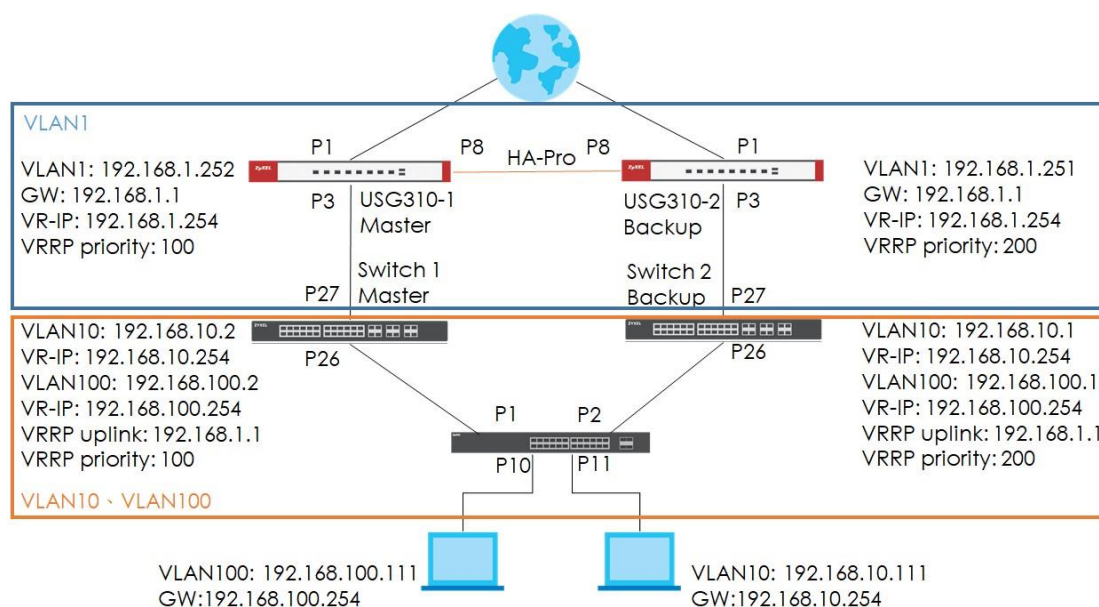 VLAN1
P1
P8
HA-Pro
P8
P1
VLAN1: 192.168.1.252
GW: 192.168.1.1
VR-IP: 192.168.1.254
VRRP priority: 100
ZyXEL
P3
USG310-1
Master
ZyXEL
USG310-2
Backup
P3
VLAN1: 192.168.1.251
GW: 192.168.1.1
VR-IP: 192.168.1.254
VRRP priority: 200
P27
Switch 1
Master
Switch 2
Backup
P27
VLAN10: 192.168.10.2
VR-IP: 192.168.10.254
VLAN100: 192.168.100.2
VR-IP: 192.168.100.254
VRRP uplink: 192.168.1.1
VRRP priority: 100
ZYXEL
P26
ZYXEL
P26
VLAN10: 192.168.10.1
VR-IP: 192.168.10.254
VLAN100: 192.168.100.1
VR-IP: 192.168.100.254
VRRP uplink: 192.168.1.1
VRRP priority: 200
P1
P2
P10
P11
VLAN10、VLAN100
VLAN100: 192.168.100.111
GW:192.168.100.254
VLAN10: 192.168.10.111
GW:192.168.10.254